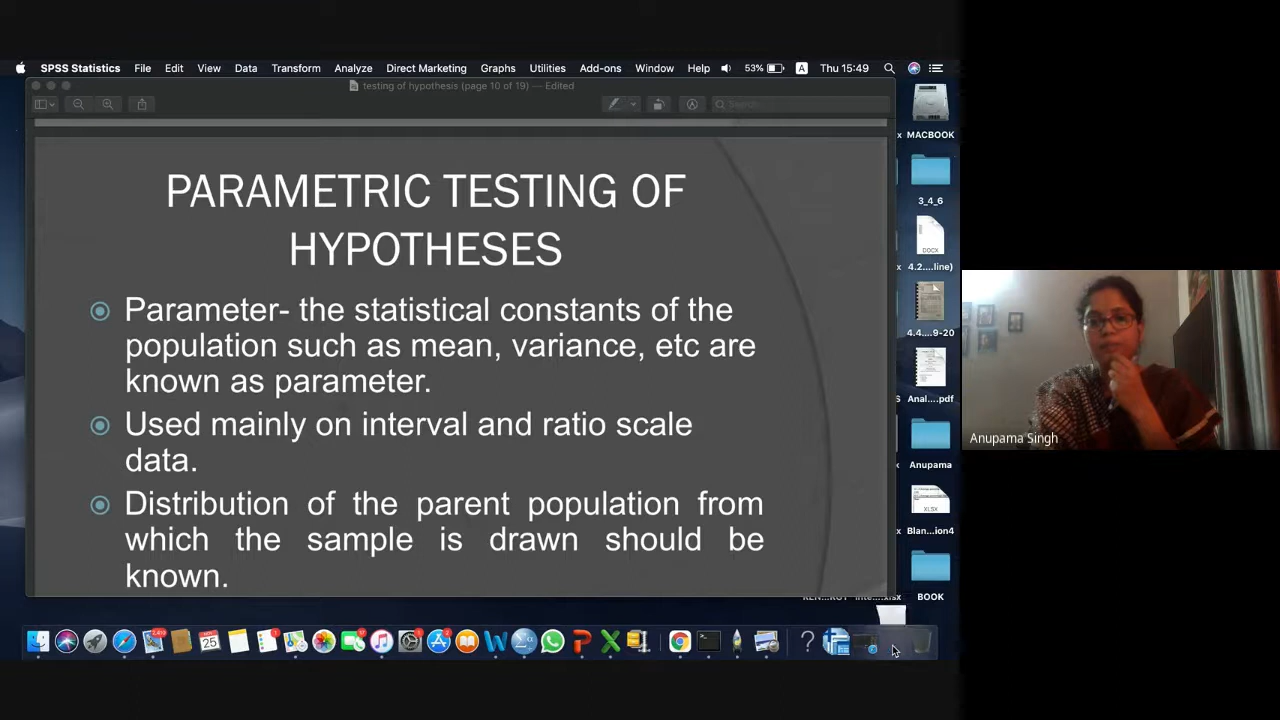 SPSS Statistics File Edit View Data Transform Analyze Direct Marketing Graphs Utilities Add-ons Window Help 53% A Thu 15:49
testing of hypothesis (page 10 of 19) — Edited
Search
PARAMETRIC TESTING OF
HYPOTHESES
Parameter- the statistical constants of the
population such as mean, variance, etc are
known as parameter.
Used mainly on interval and ratio scale
data.
Distribution of the parent population from
which the sample is drawn should be
known.
MACBOOK
3_4_6
DOCX
4.2....line)
4.4....9-20
Anal....pdf
Anupama
XLSX
Blan...ion4
BOOK
25
Anupama Singh